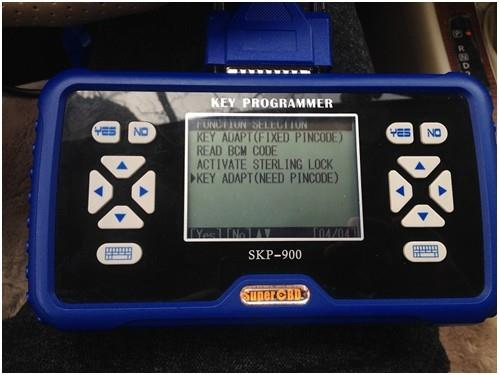 KEY PROGRAMMER
YES NO
YES NO
FUNCTION SELECTION
KEY ADAPT(FIXED PINCODE)
READ BCM CODE
ACTIVATE STERLING LOCK
▶KEY ADAPT(NEED PINCODE)
[Yes][No]▲▼ [04/04]
SKP-900
SuperOBD
P
R
N
D